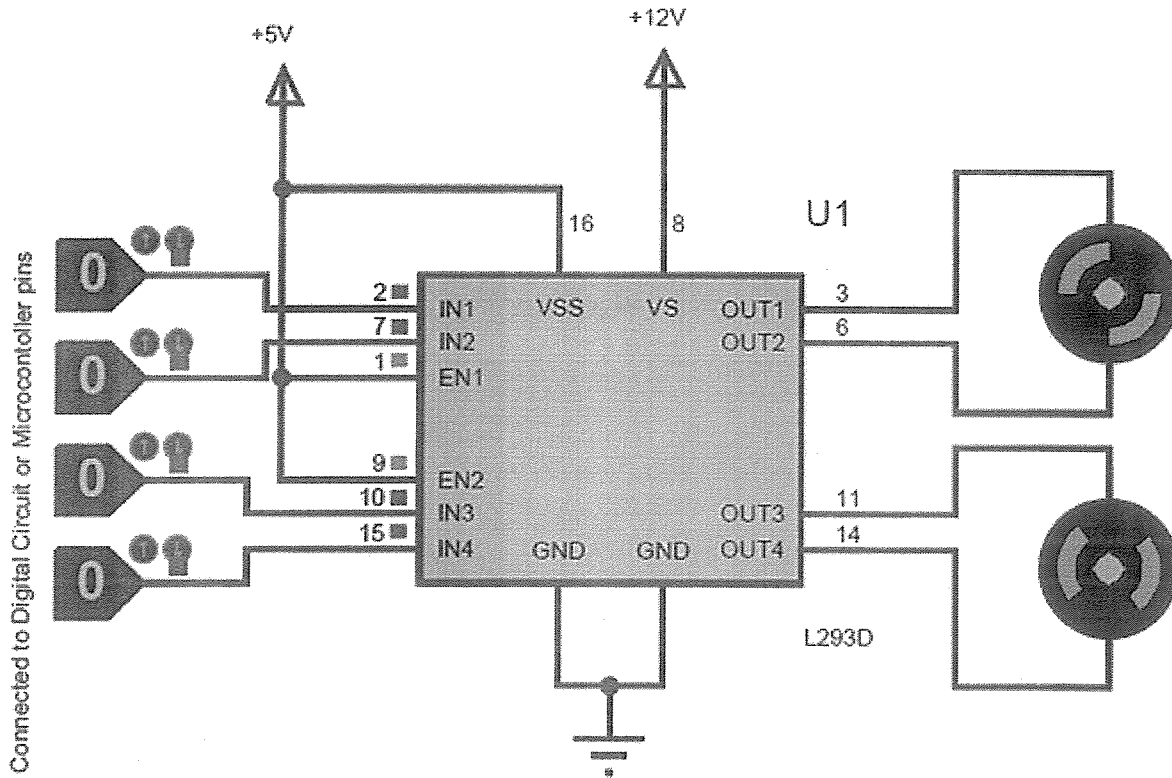 +5V
+12V
U1
16
8
Connected to Digital Circuit or Microcontoller pins
0
0
0
0
2
7
1
9
10
15
IN1
IN2
EN1
EN2
IN3
IN4
VSS
VS
GND
GND
OUT1
OUT2
OUT3
OUT4
3
6
11
14
L293D